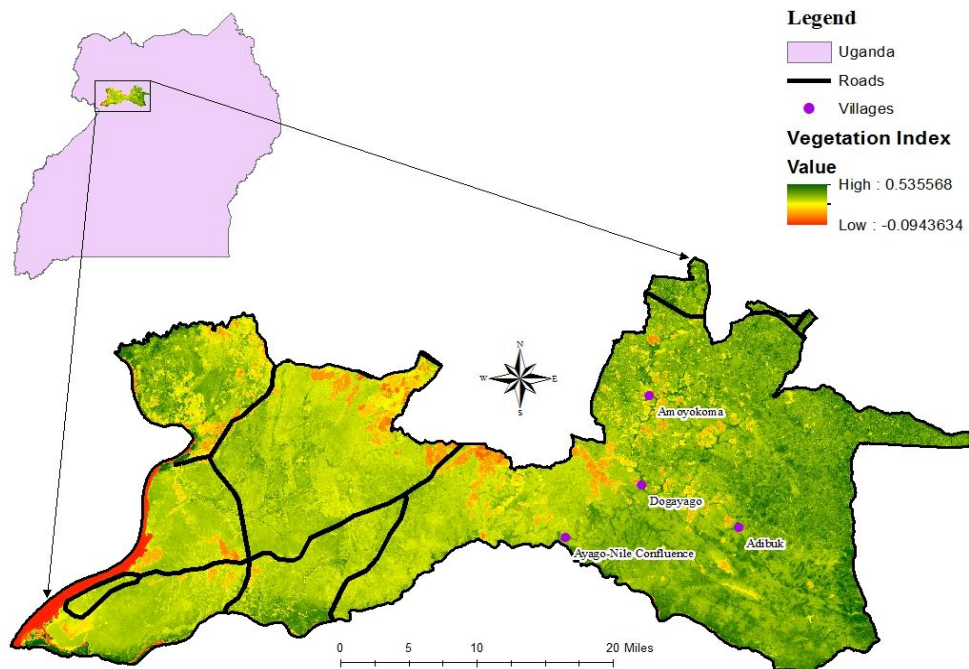 Legend
Uganda
Roads
Villages
Vegetation Index
Value
High : 0.535568
Low : -0.0943634
N
W
E
S
Amoyokoma
Dogayago
Adibuk
Ayago-Nile Confluence
0 5 10 20 Miles